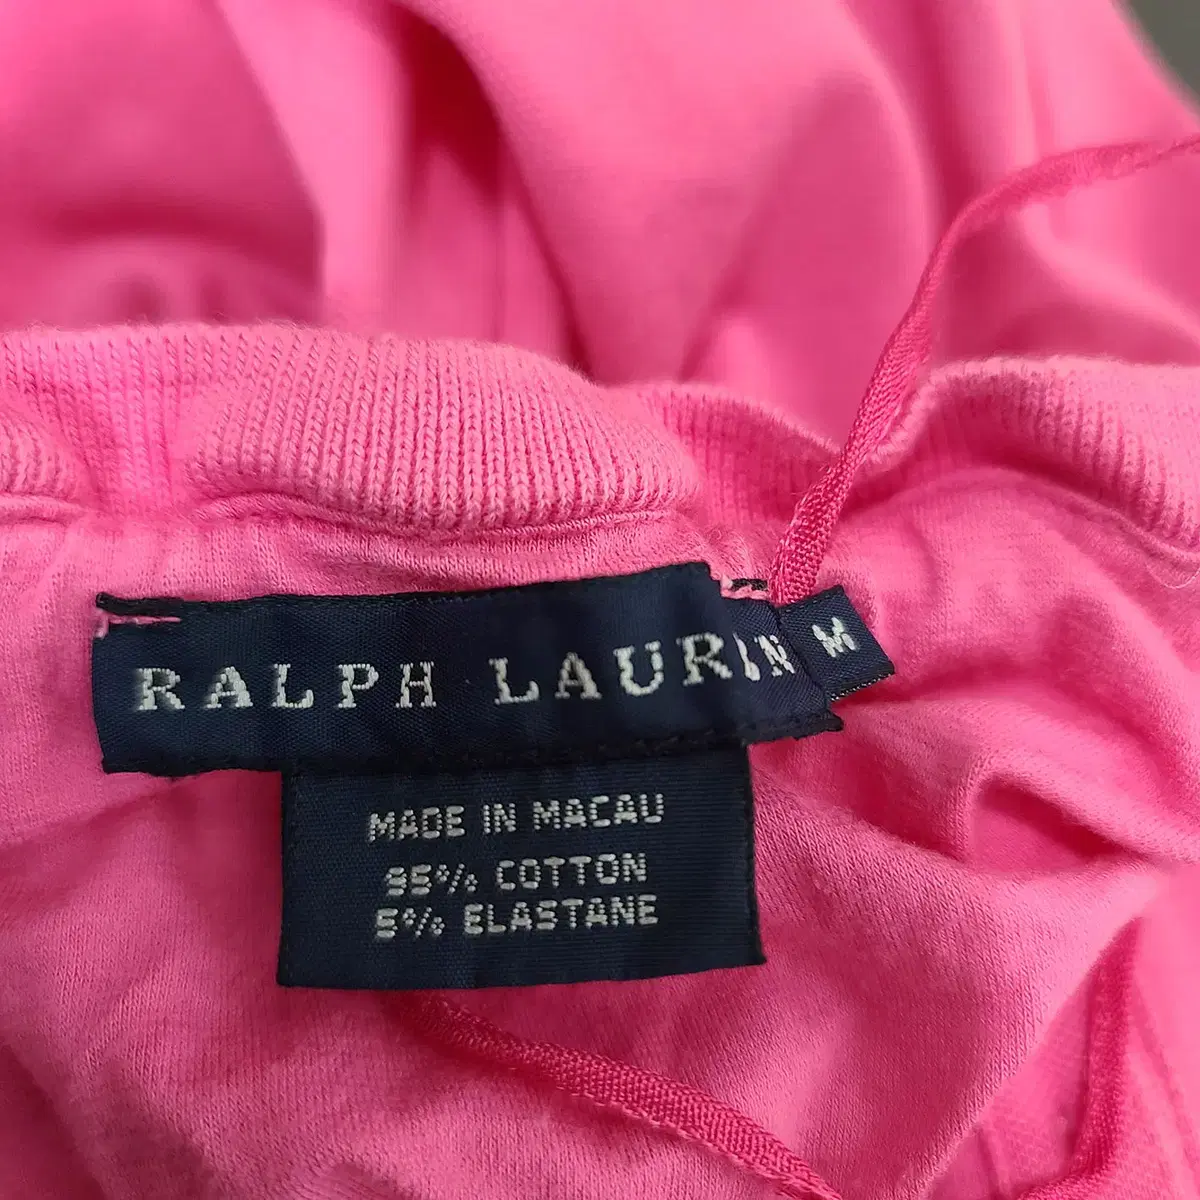 RALPH LAUREN
M
MADE IN MACAU
95% COTTON
5% ELASTANE